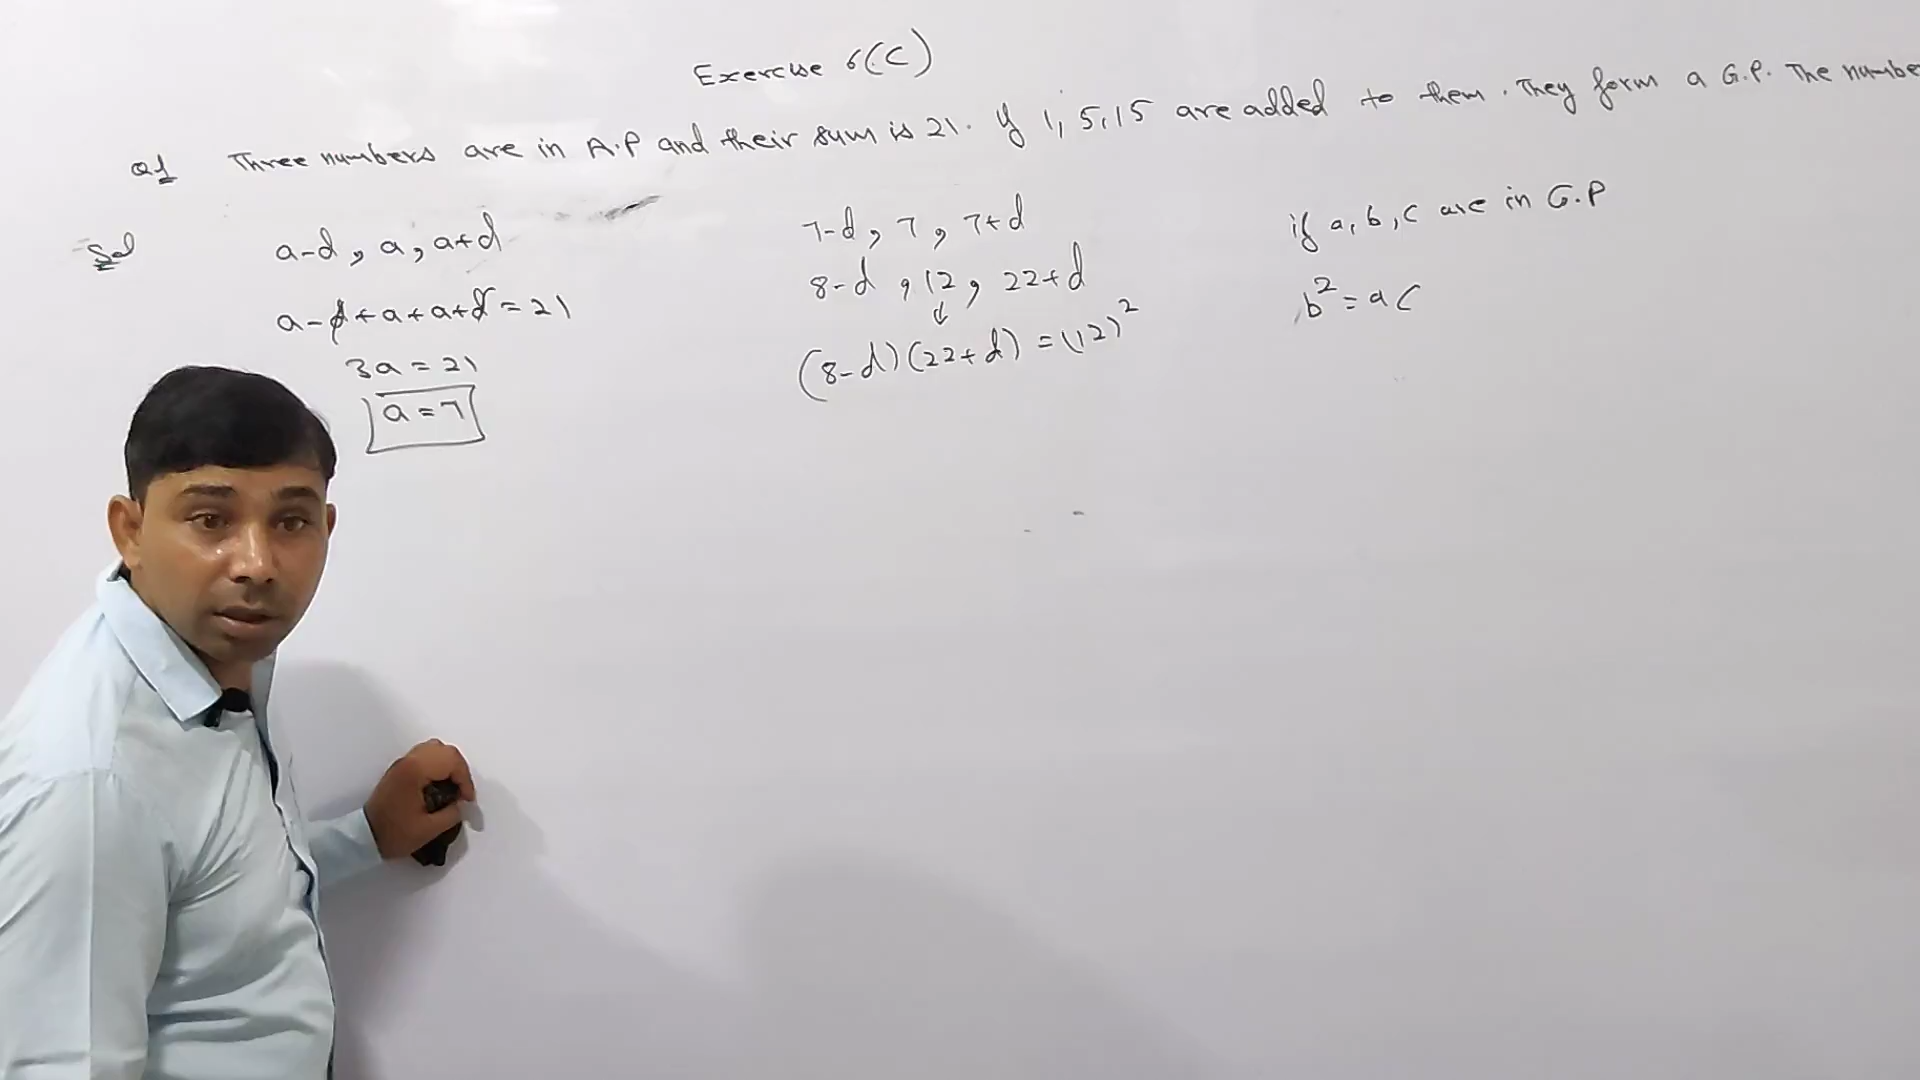 Exercise 6(C)
Q1 Three numbers are in A.P and their sum is 21. If 1, 5, 15 are added to them. They form a G.P. The numbe
Sol
a-d, a, a+d
a-d+a+a+d=21
3a=21
a=7
7-d, 7, 7+d
8-d, 12, 22+d
↓
(8-d)(22+d)=(12)²
if a, b, c are in G.P
b²=ac